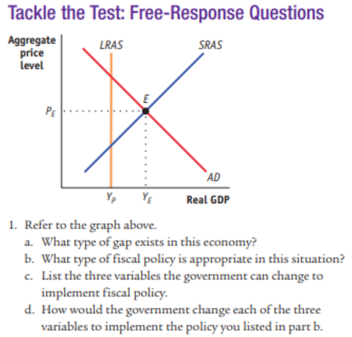 Tackle the Test: Free-Response Questions
Aggregate
price
level
LRAS
SRAS
E
PE
AD
YP
YE
Real GDP
1. Refer to the graph above.
a. What type of gap exists in this economy?
b. What type of fiscal policy is appropriate in this situation?
c. List the three variables the government can change to
implement fiscal policy.
d. How would the government change each of the three
variables to implement the policy you listed in part b.